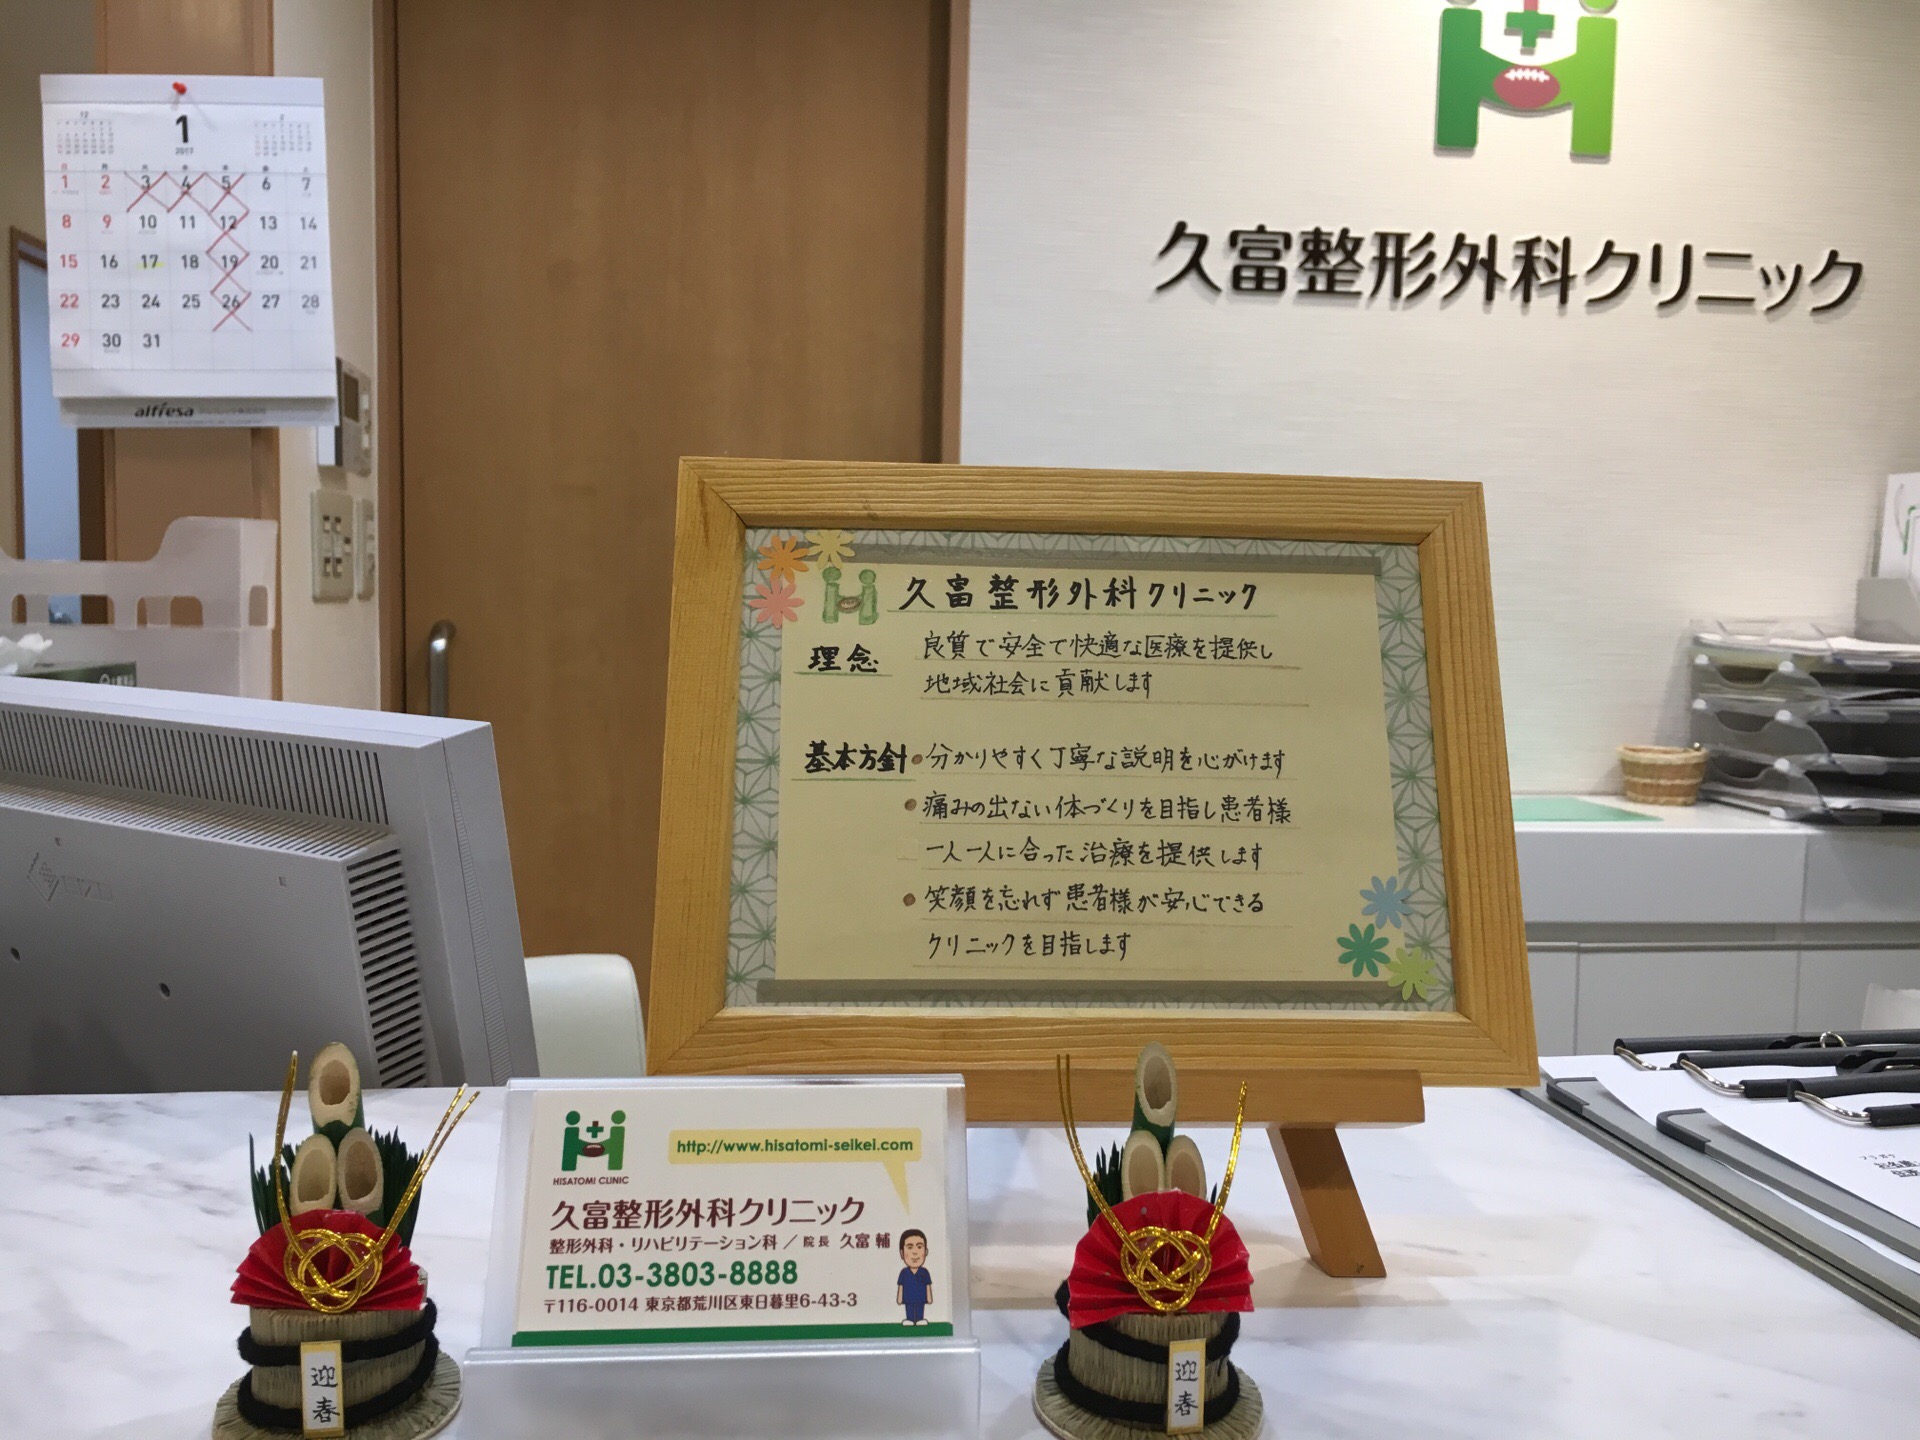 1
2017
1 2 3 4 5 6 7
8 9 10 11 12 13 14
15 16 17 18 19 20 21
22 23 24 25 26 27 28
29 30 31
alfresa
久富整形外科クリニック
久富整形外科クリニック
理念
良質で安全で快適な医療を提供し
地域社会に貢献します
基本方針
• 分かりやすく丁寧な説明を心がけます
• 痛みの出ない体づくりを目指し患者様
一人一人に合った治療を提供します
• 笑顔を忘れず患者様が安心できる
クリニックを目指します
HISATOMI CLINIC
http://www.hisatomi-seikei.com
久富整形外科クリニック
整形外科・リハビリテーション科／院長 久富 輔
TEL.03-3803-8888
〒116-0014 東京都荒川区東日暮里6-43-3
迎春
迎春